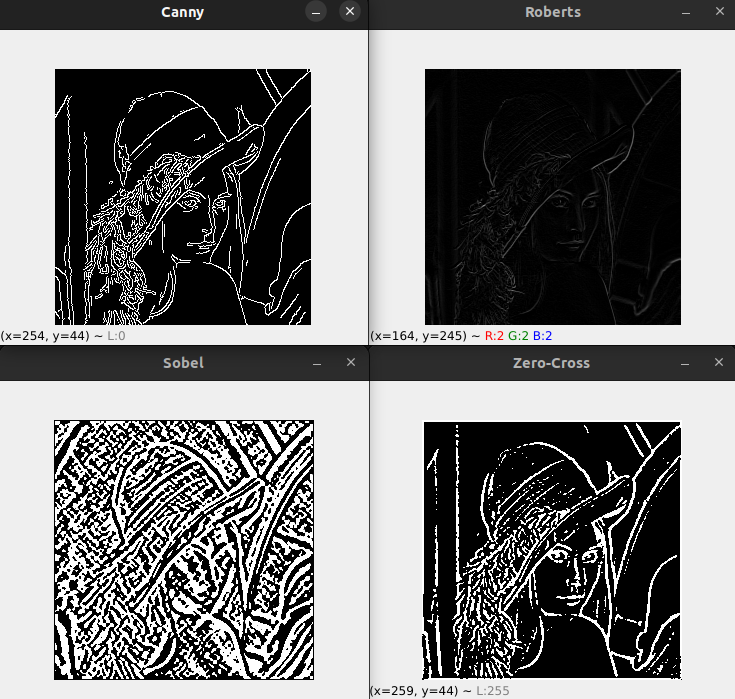 Canny
Roberts
(x=254, y=44) ~ L:0
(x=164, y=245) ~ R:2 G:2 B:2
Sobel
Zero-Cross
(x=259, y=44) ~ L:255